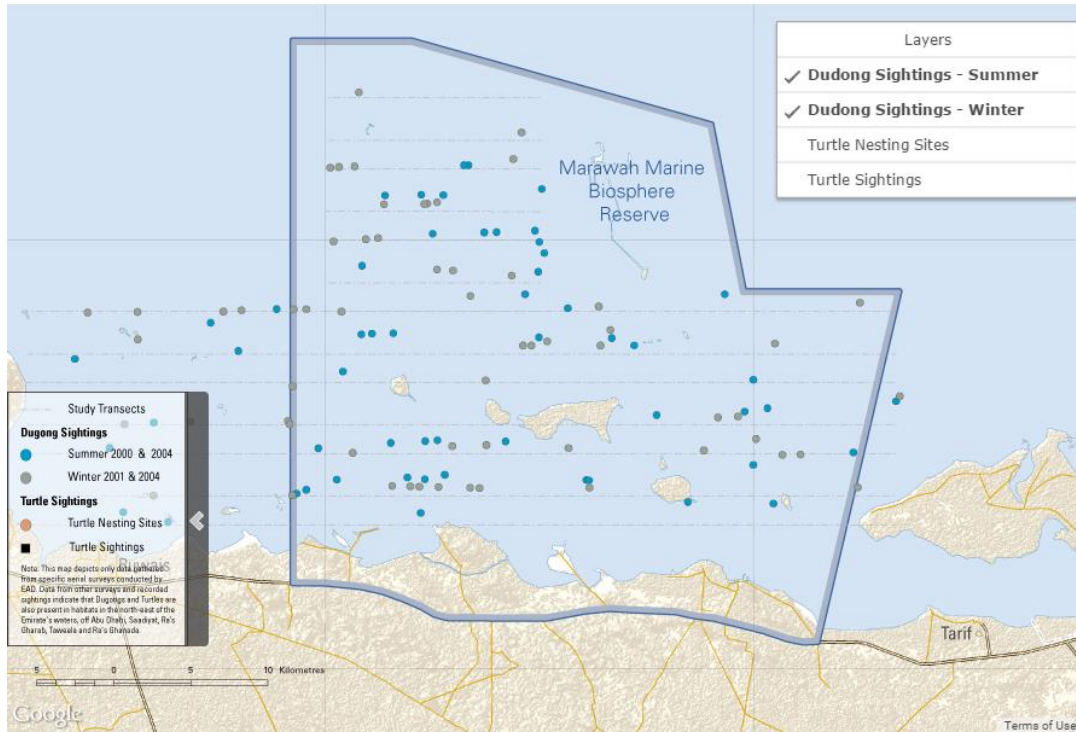 Layers
Dudong Sightings - Summer
Dudong Sightings - Winter
Turtle Nesting Sites
Turtle Sightings
Marawah Marine
Biosphere
Reserve
Study Transects
Dugong Sightings
Summer 2000 & 2004
Winter 2001 & 2004
Turtle Sightings
Turtle Nesting Sites
Turtle Sightings
Ruwais
Note: This map depicts only data gathered
from specific aerial surveys conducted by
EAD. Data from other surveys and recorded
sightings indicate that Dugongs and Turtles are
also present in habitats in the north-east of the
Emirate's waters, off Abu Dhabi, Saadiyat, Ra's
Gharab, Taweela and Ra's Ghanada.
Tarif
5 0 5 10 Kilometres
Google
Terms of Use